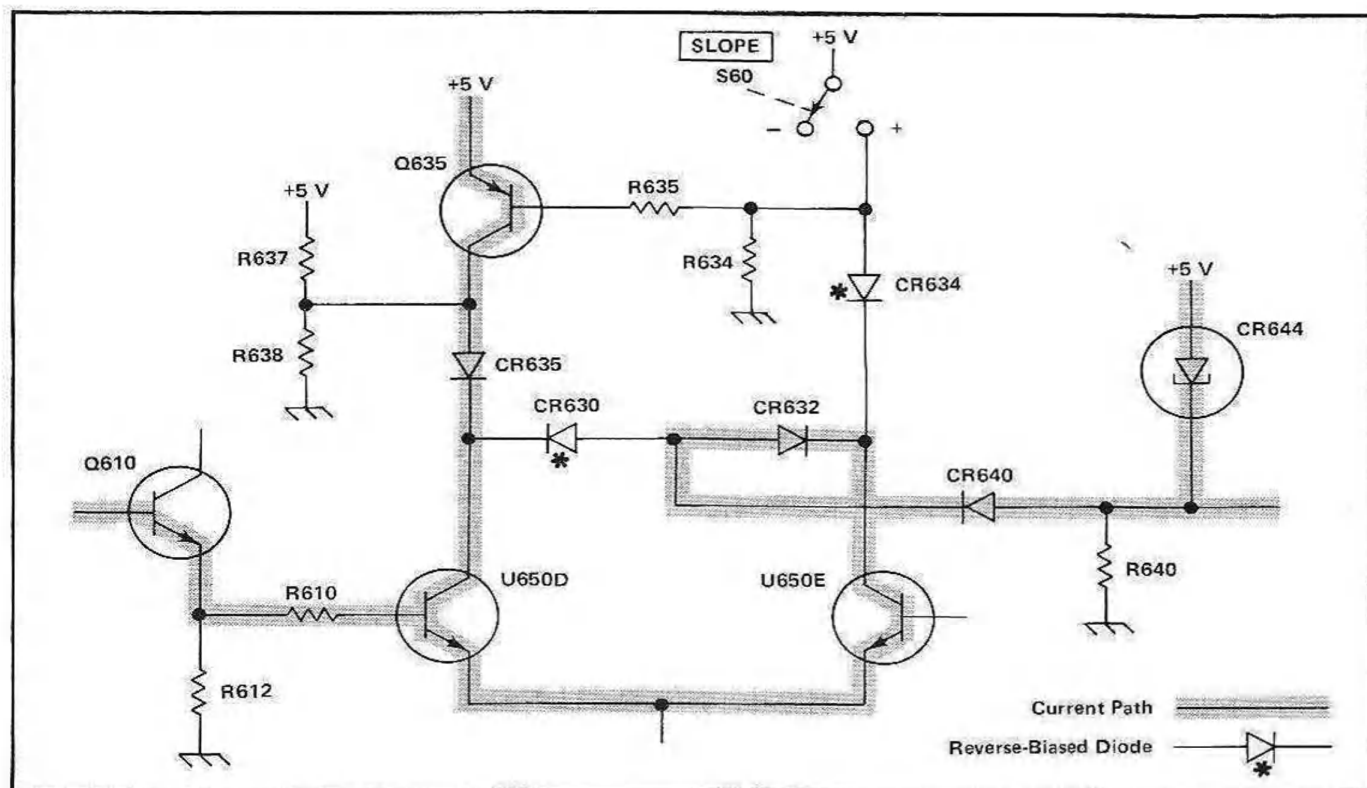 SLOPE
+5 V
S60
+5 V
− +
Q635
+5 V
R635
R637
R634
CR634
+5 V
R638
CR644
CR635
CR630
CR632
Q610
CR640
R610
U650D
U650E
R640
R612
Current Path
Reverse-Biased Diode
*
*
*